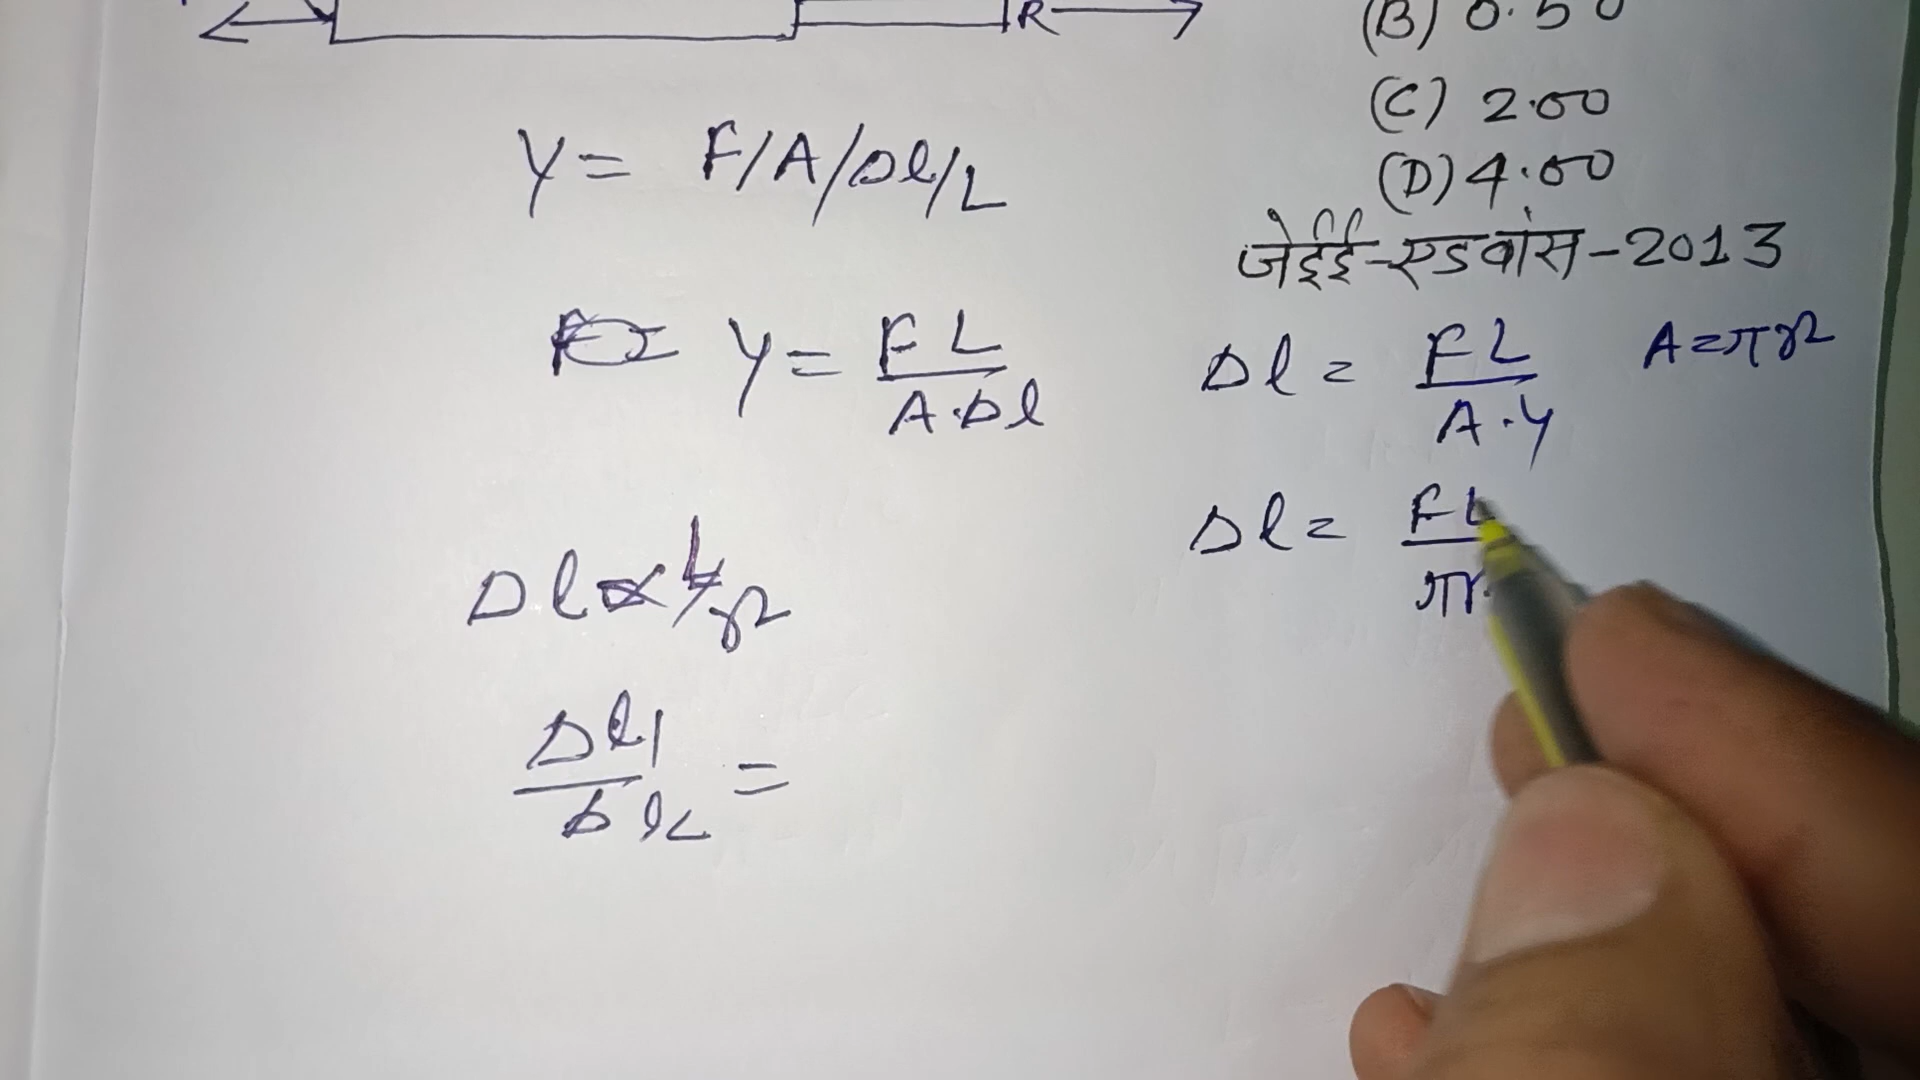 R
(B) 0.50
(C) 2.00
(D) 4.00
जेईई-एडवांस-2013
Y = F/A/Δl/L
Y = FL
A.Δl
Δl = FL
A.Y
A=πr2
Δl = FL
πr
Δl ∝ L/r2
Δl1
Δl2 =